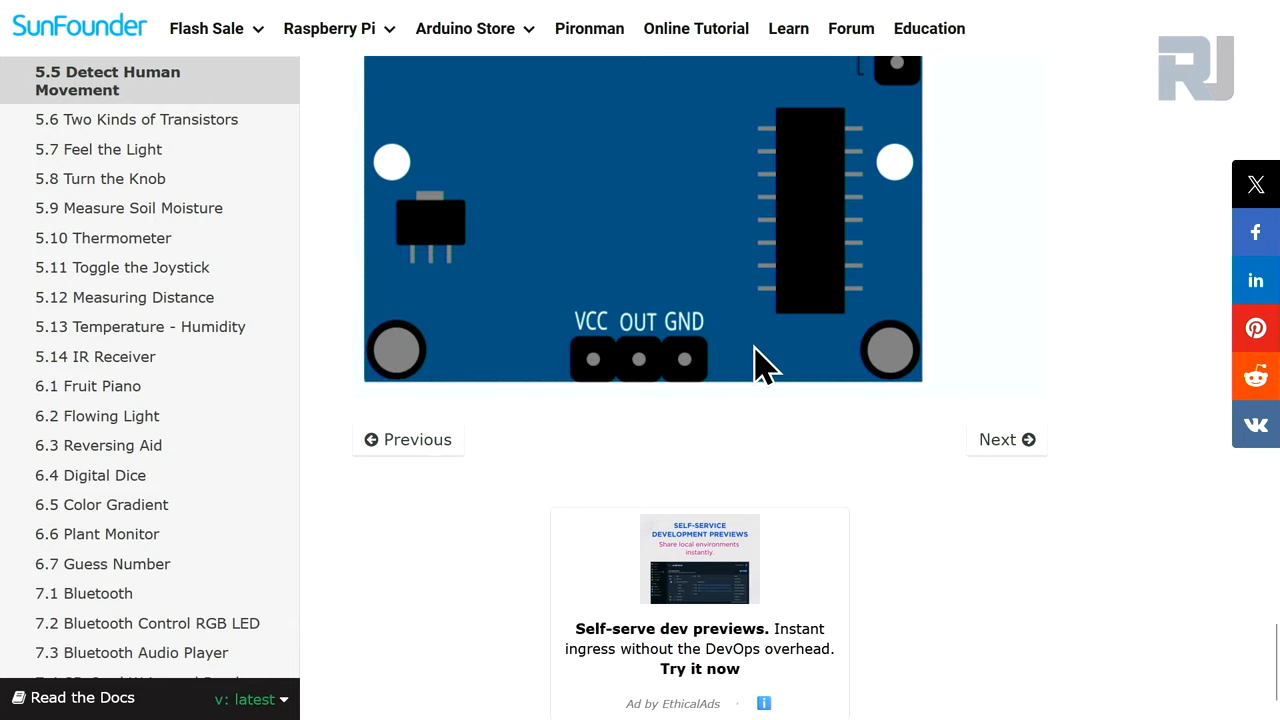 SunFounder
Flash Sale
Raspberry Pi
Arduino Store
Pironman
Online Tutorial
Learn
Forum
Education
RJ
5.5 Detect Human
Movement
5.6 Two Kinds of Transistors
5.7 Feel the Light
5.8 Turn the Knob
5.9 Measure Soil Moisture
5.10 Thermometer
5.11 Toggle the Joystick
5.12 Measuring Distance
5.13 Temperature - Humidity
5.14 IR Receiver
6.1 Fruit Piano
6.2 Flowing Light
6.3 Reversing Aid
6.4 Digital Dice
6.5 Color Gradient
6.6 Plant Monitor
6.7 Guess Number
7.1 Bluetooth
7.2 Bluetooth Control RGB LED
7.3 Bluetooth Audio Player
Read the Docs
v: latest
VCC OUT GND
Previous
Next
SELF-SERVICE
DEVELOPMENT PREVIEWS
Share local environments
instantly.
Self-serve dev previews. Instant
ingress without the DevOps overhead.
Try it now
Ad by EthicalAds ·